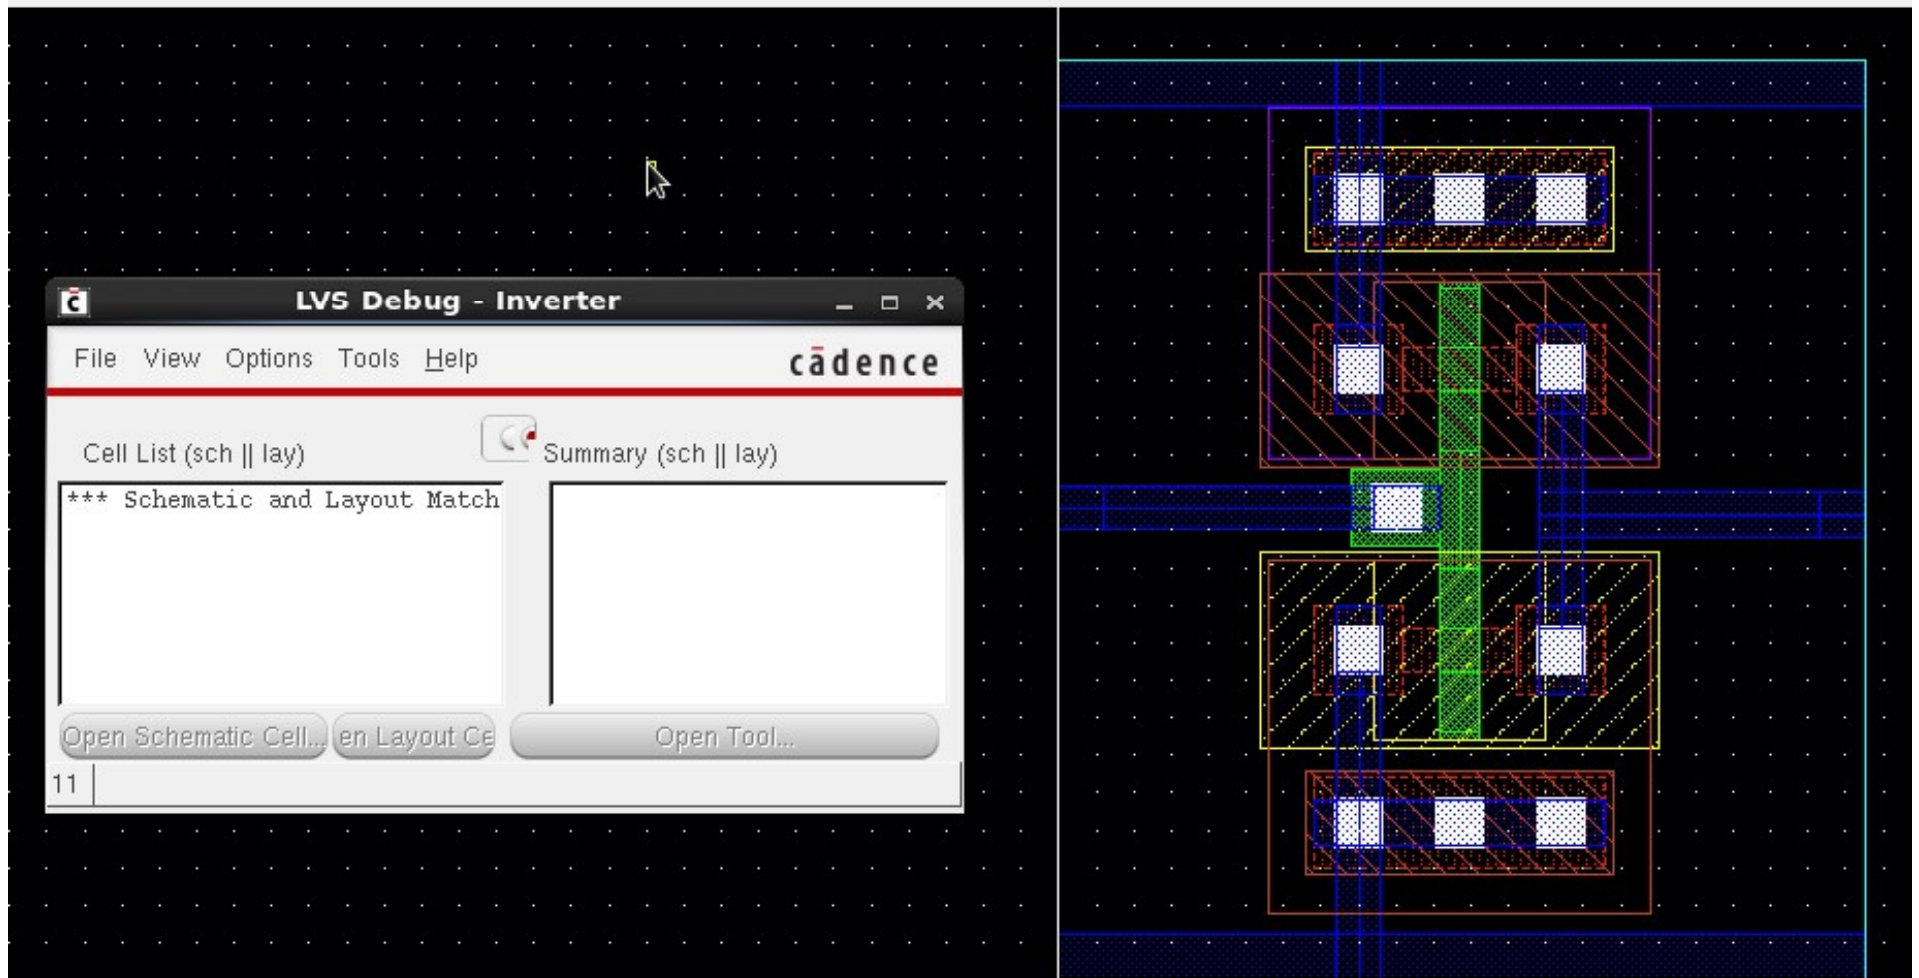 LVS Debug - Inverter
File View Options Tools Help
cādence
Cell List (sch || lay)
Summary (sch || lay)
*** Schematic and Layout Match
Open Schematic Cell... en Layout Ce Open Tool...
11